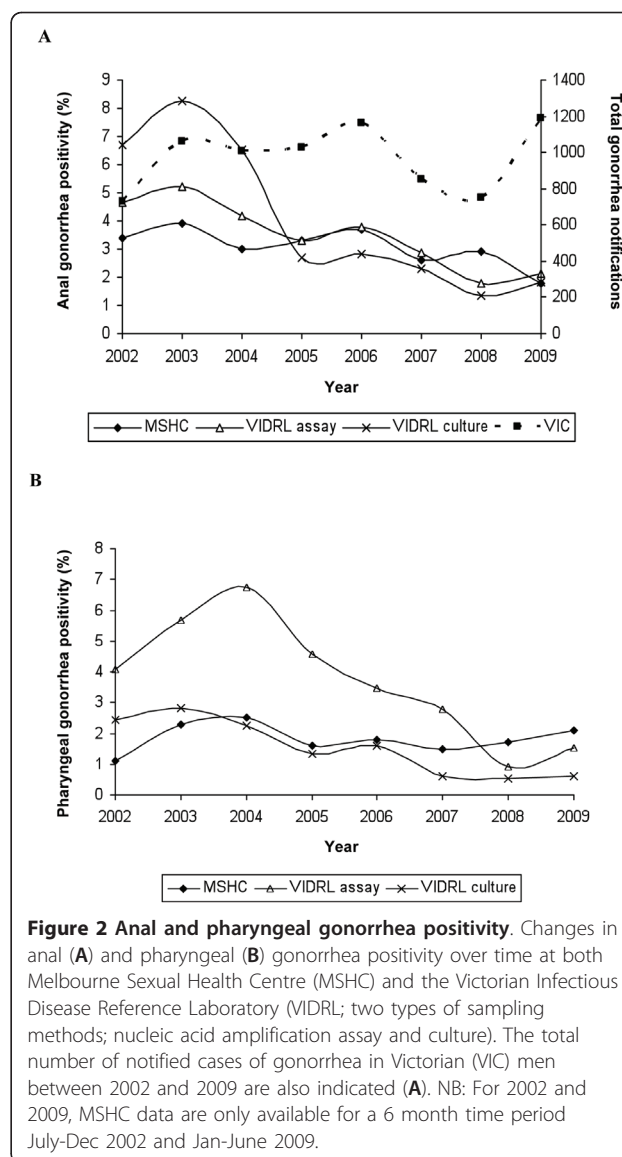 A
Anal gonorrhea positivity (%)
9
8
7
6
5
4
3
2
1
0
1400
1200
1000
800
600
400
200
0
Total gonorrhea notifications
2002 2003 2004 2005 2006 2007 2008 2009
Year
MSHC VIDRL assay VIDRL culture VIC
B
Pharyngeal gonorrhea positivity (%)
8
7
6
5
4
3
2
1
0
2002 2003 2004 2005 2006 2007 2008 2009
Year
MSHC VIDRL assay VIDRL culture
Figure 2 Anal and pharyngeal gonorrhea positivity. Changes in
anal (A) and pharyngeal (B) gonorrhea positivity over time at both
Melbourne Sexual Health Centre (MSHC) and the Victorian Infectious
Disease Reference Laboratory (VIDRL; two types of sampling
methods; nucleic acid amplification assay and culture). The total
number of notified cases of gonorrhea in Victorian (VIC) men
between 2002 and 2009 are also indicated (A). NB: For 2002 and
2009, MSHC data are only available for a 6 month time period
July-Dec 2002 and Jan-June 2009.